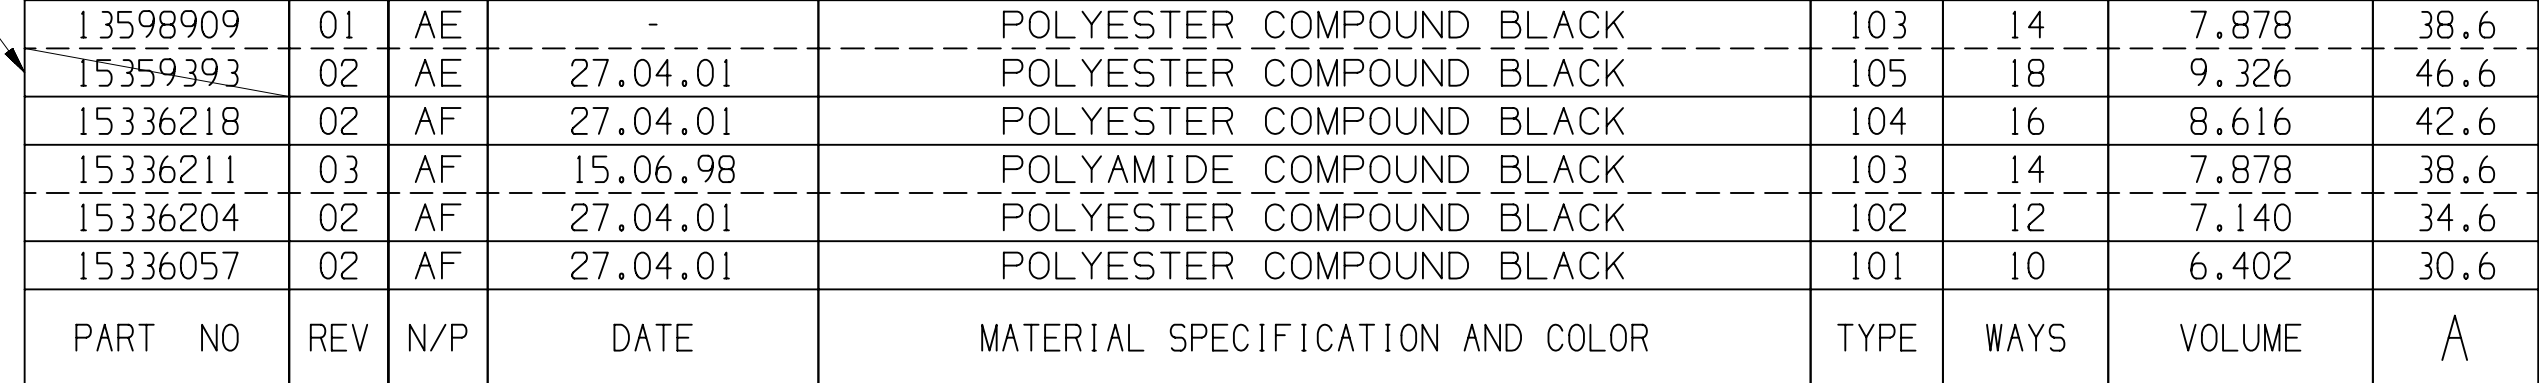 13598909 01 AE - POLYESTER COMPOUND BLACK 103 14 7.878 38.6
15359393 02 AE 27.04.01 POLYESTER COMPOUND BLACK 105 18 9.326 46.6
15336218 02 AF 27.04.01 POLYESTER COMPOUND BLACK 104 16 8.616 42.6
15336211 03 AF 15.06.98 POLYAMIDE COMPOUND BLACK 103 14 7.878 38.6
15336204 02 AF 27.04.01 POLYESTER COMPOUND BLACK 102 12 7.140 34.6
15336057 02 AF 27.04.01 POLYESTER COMPOUND BLACK 101 10 6.402 30.6
PART NO REV N/P DATE MATERIAL SPECIFICATION AND COLOR TYPE WAYS VOLUME A